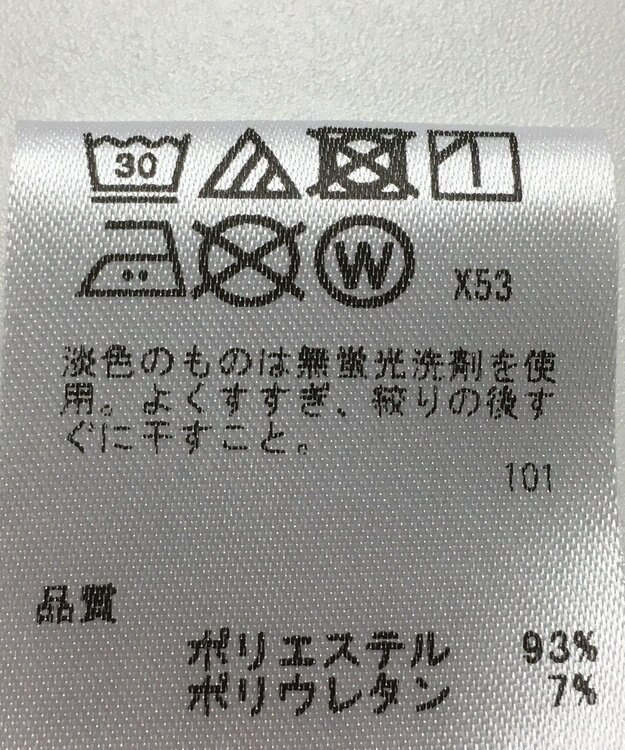 30
W X53
淡色のものは無蛍光洗剤を使
用。よくすすぎ、絞りの後す
ぐに干すこと。
101
品質
ポリエステル 93%
ポリウレタン 7%